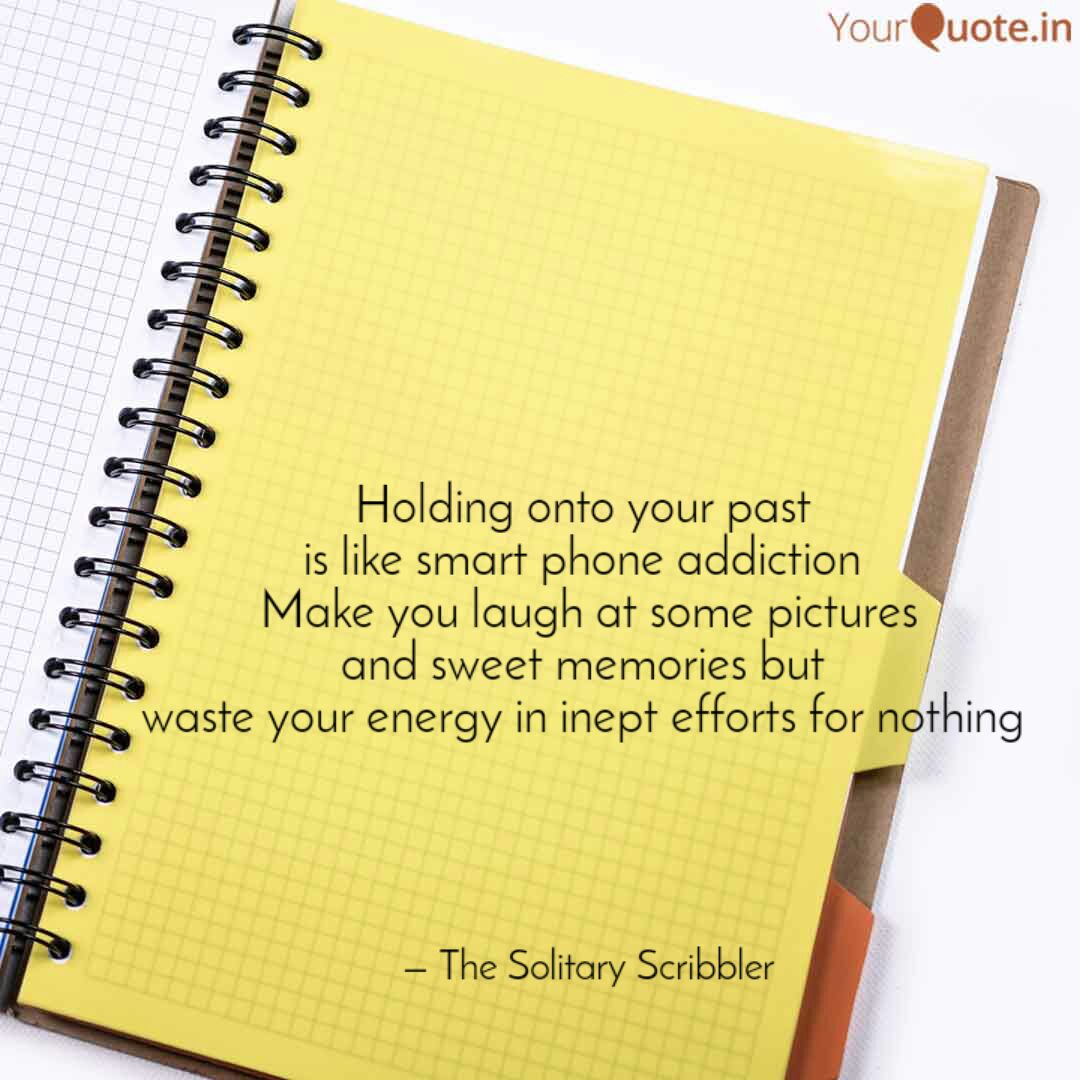 YourQuote.in
Holding onto your past
is like smart phone addiction
Make you laugh at some pictures
and sweet memories but
waste your energy in inept efforts for nothing
– The Solitary Scribbler